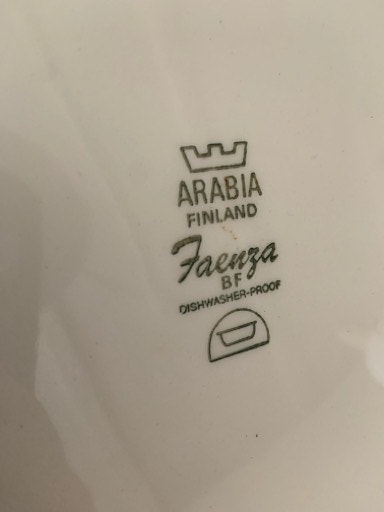 ARABIA
FINLAND
Faenza
BF
DISHWASHER-PROOF